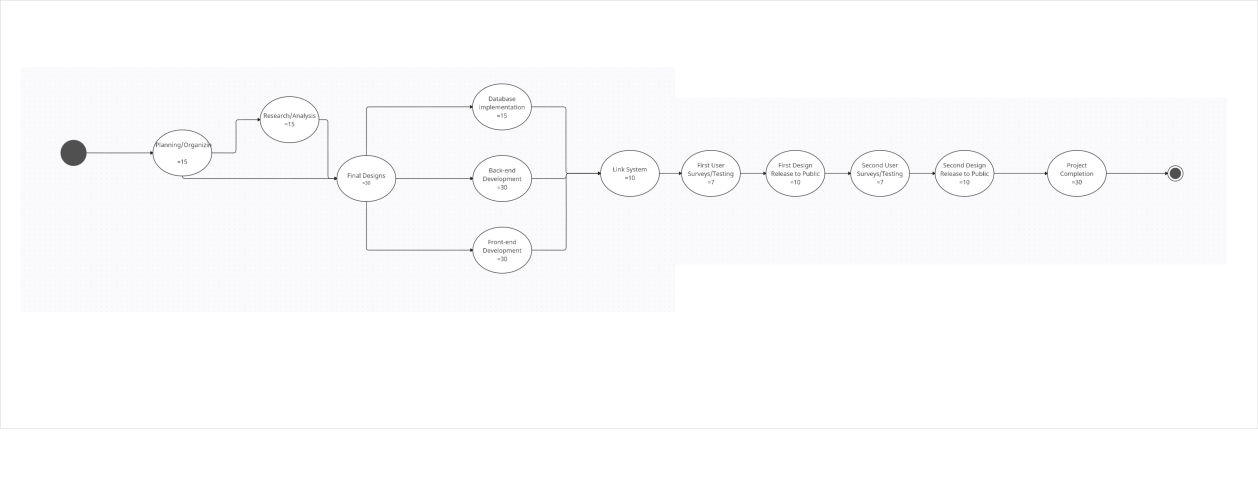 Planning/Organizin
=15
Research/Analysis
=15
Final Designs
=30
Database
implementation
=15
Back-end
Development
=30
Front-end
Development
=30
Link System
=10
First User
Surveys/Testing
=7
First Design
Release to Public
=10
Second User
Surveys/Testing
=7
Second Design
Release to Public
=10
Project
Completion
=30